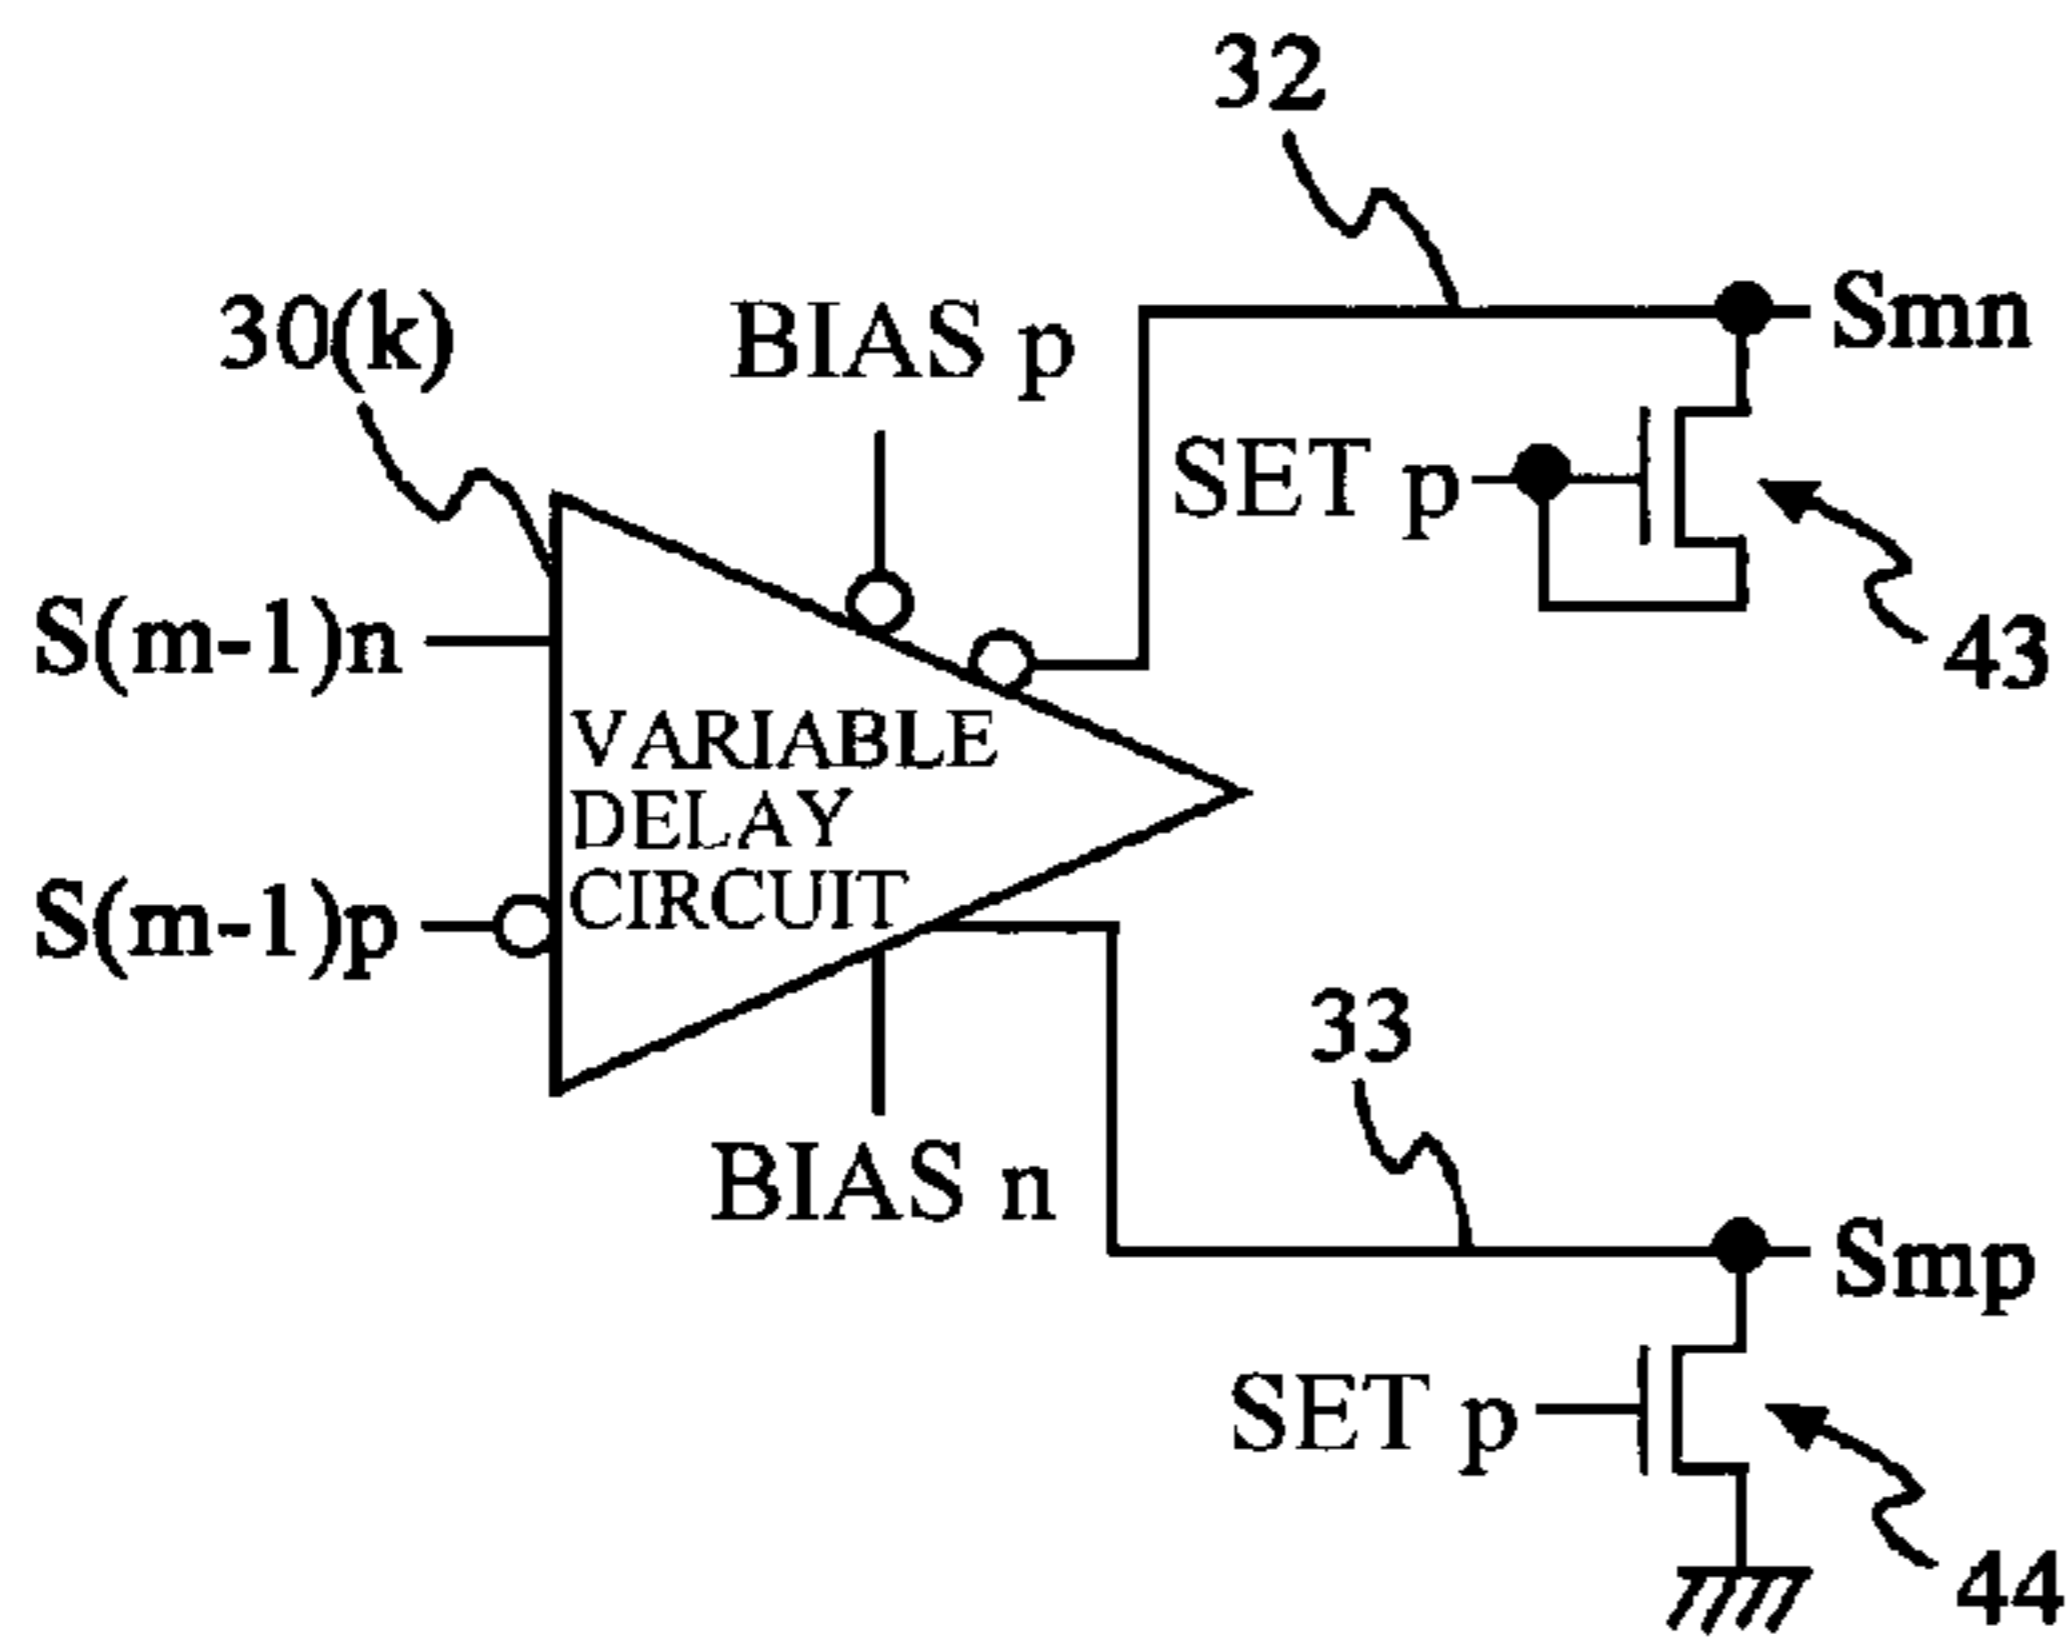 32
30(k)
BIAS p
Smn
SET p
43
S(m-1)n
VARIABLE
DELAY
CIRCUIT
S(m-1)p
33
BIAS n
Smp
SET p
44